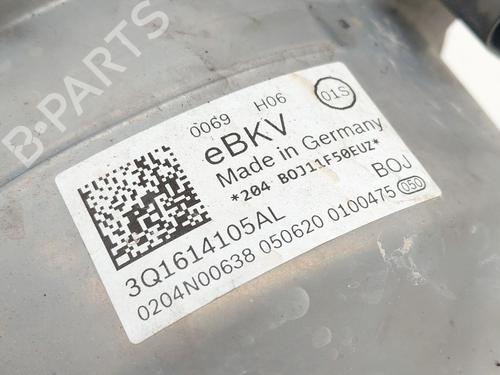 B-PARTS
0069 H06 01S
eBKV
Made in Germany
*204 BOJ11F50EUZ*
BOJ
3Q1614105AL
0204N00638 050620 0100475 050